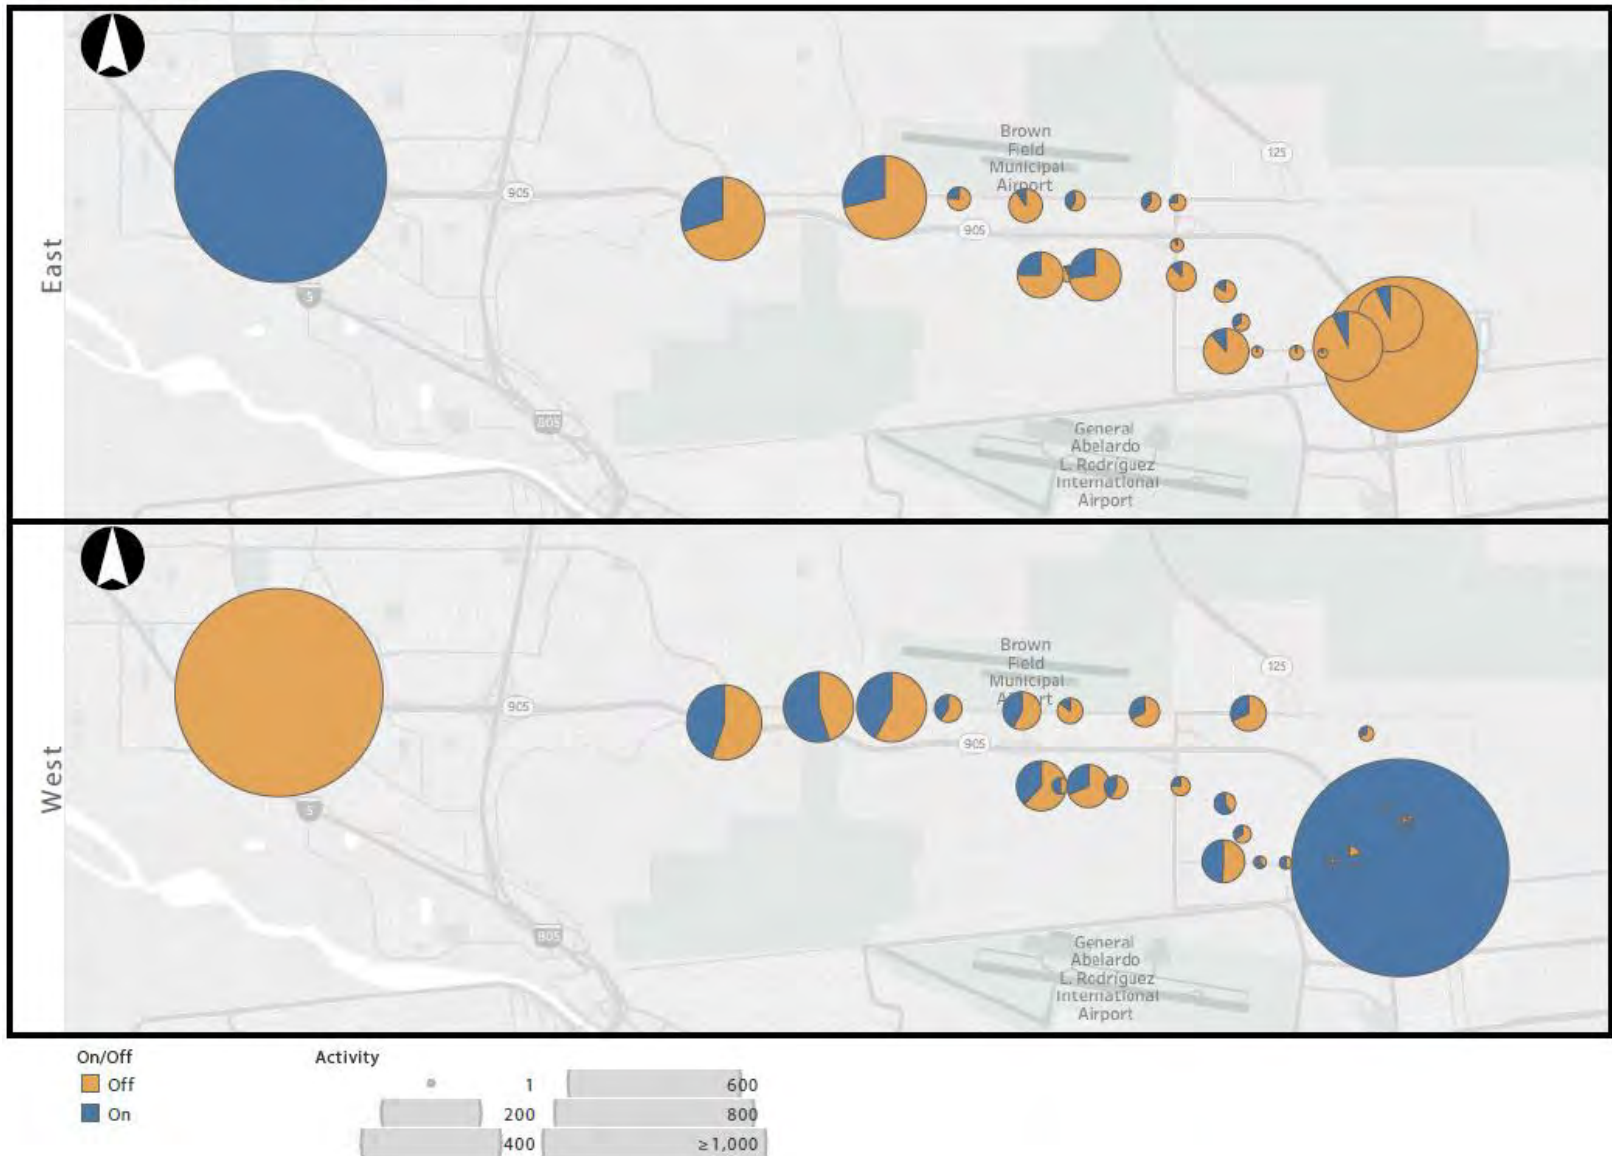 East
Brown
Field
Municipal
Airport
125
905
905
5
805
General
Abelardo
L. Rodríguez
International
Airport
West
Brown
Field
Municipal
125
905
905
5
805
General
Abelardo
L. Rodríguez
International
Airport
On/Off
Activity
Off
1
600
On
200
800
400
≥1,000